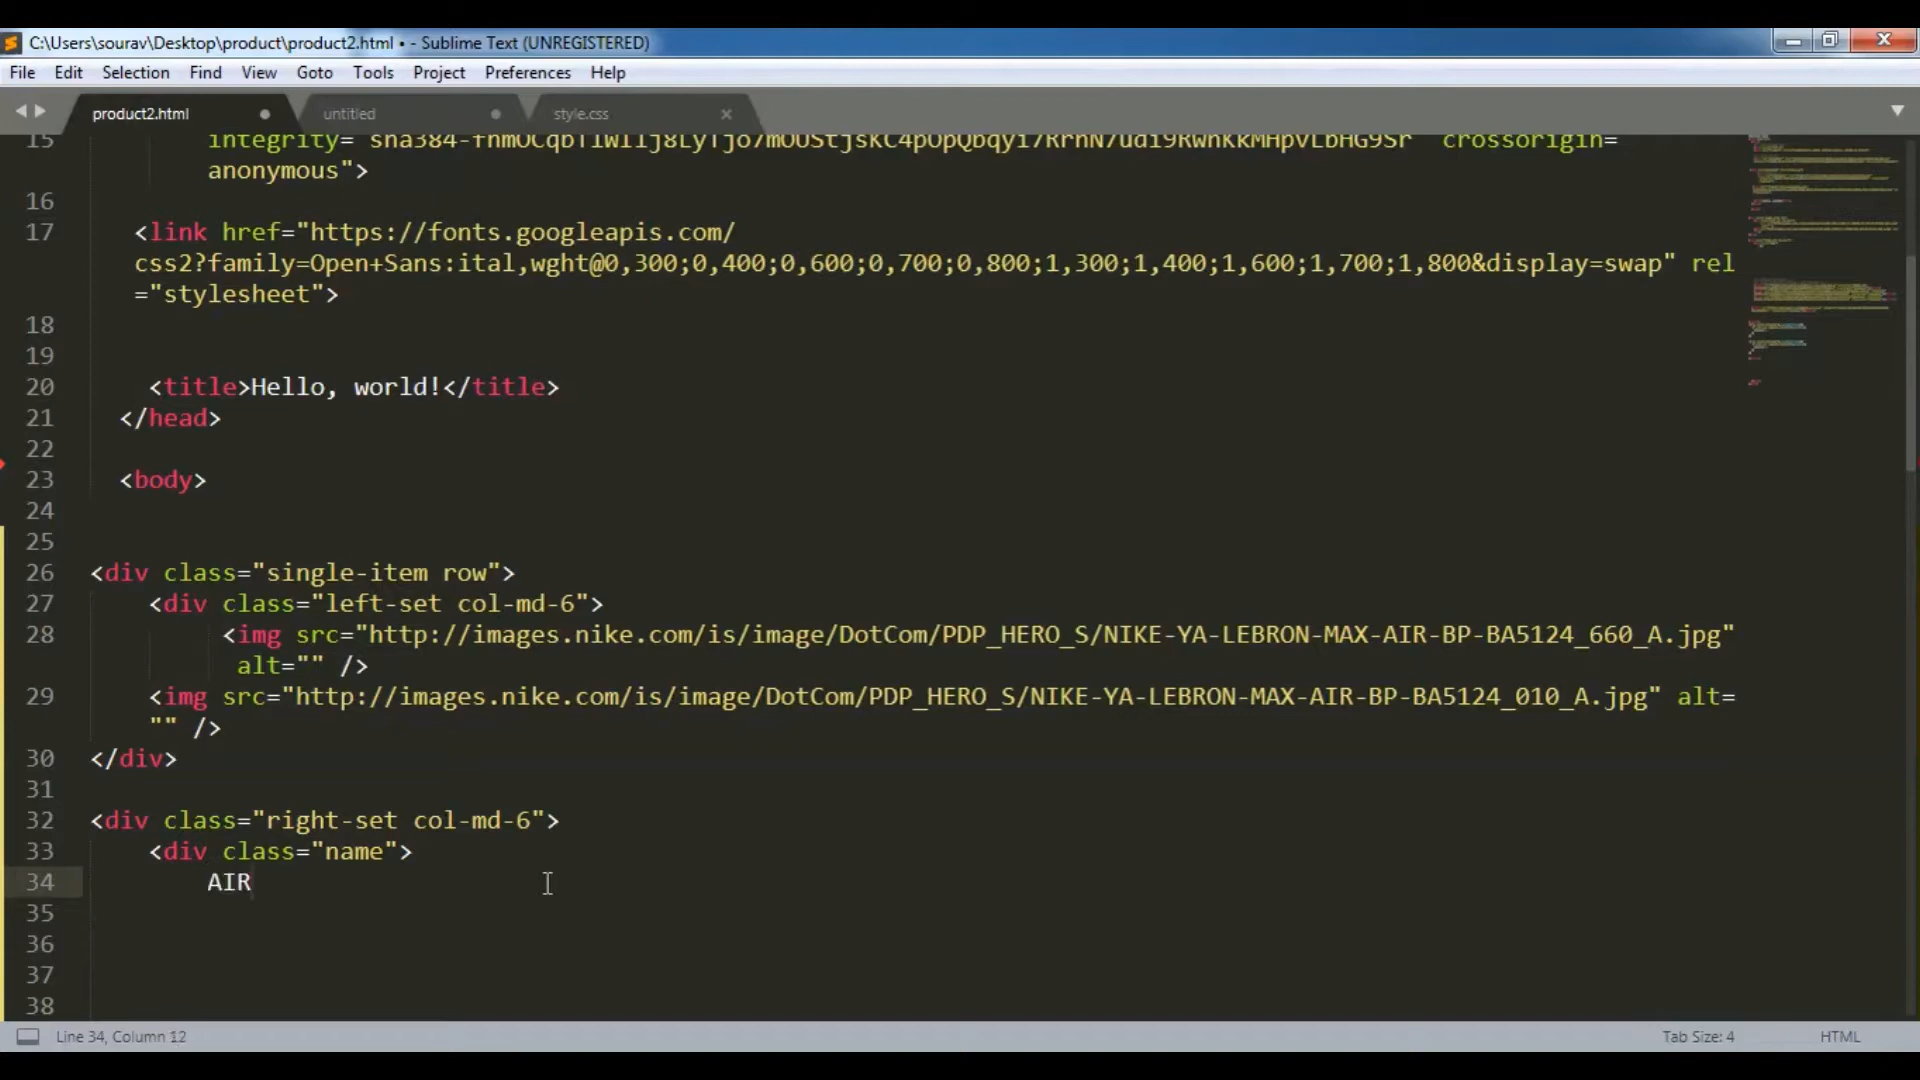 C:\Users\sourav\Desktop\product\product2.html • - Sublime Text (UNREGISTERED)
File Edit Selection Find View Goto Tools Project Preferences Help
product2.html untitled style.css
15 crossorigin=
anonymous">
16
17 <link href="https://fonts.googleapis.com/
css2?family=Open+Sans:ital,wght@0,300;0,400;0,600;0,700;0,800;1,300;1,400;1,600;1,700;1,800&display=swap" rel
="stylesheet">
18
19
20 <title>Hello, world!</title>
21 </head>
22
23 <body>
24
25
26 <div class="single-item row">
27 <div class="left-set col-md-6">
28 <img src="http://images.nike.com/is/image/DotCom/PDP_HERO_S/NIKE-YA-LEBRON-MAX-AIR-BP-BA5124_660_A.jpg"
alt="" />
29 <img src="http://images.nike.com/is/image/DotCom/PDP_HERO_S/NIKE-YA-LEBRON-MAX-AIR-BP-BA5124_010_A.jpg" alt=
"" />
30 </div>
31
32 <div class="right-set col-md-6">
33 <div class="name">
34 AIR
35
36
37
38
Line 34, Column 12 Tab Size: 4 HTML